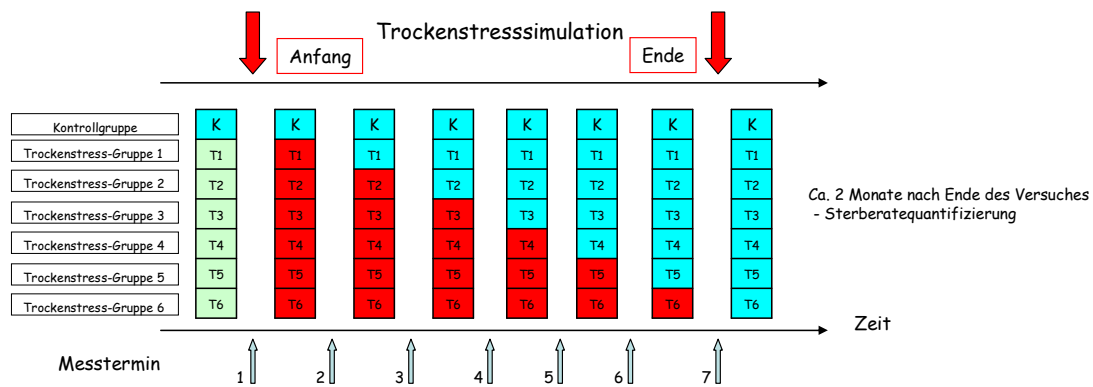 Trockenstresssimulation
Anfang
Ende
Kontrollgruppe K K K K K K K K
Trockenstress-Gruppe 1 T1 T1 T1 T1 T1 T1 T1 T1
Trockenstress-Gruppe 2 T2 T2 T2 T2 T2 T2 T2 T2
Trockenstress-Gruppe 3 T3 T3 T3 T3 T3 T3 T3 T3
Trockenstress-Gruppe 4 T4 T4 T4 T4 T4 T4 T4 T4
Trockenstress-Gruppe 5 T5 T5 T5 T5 T5 T5 T5 T5
Trockenstress-Gruppe 6 T6 T6 T6 T6 T6 T6 T6 T6
Ca. 2 Monate nach Ende des Versuches
- Sterberatequantifizierung
Zeit
Messtermin
1 2 3 4 5 6 7